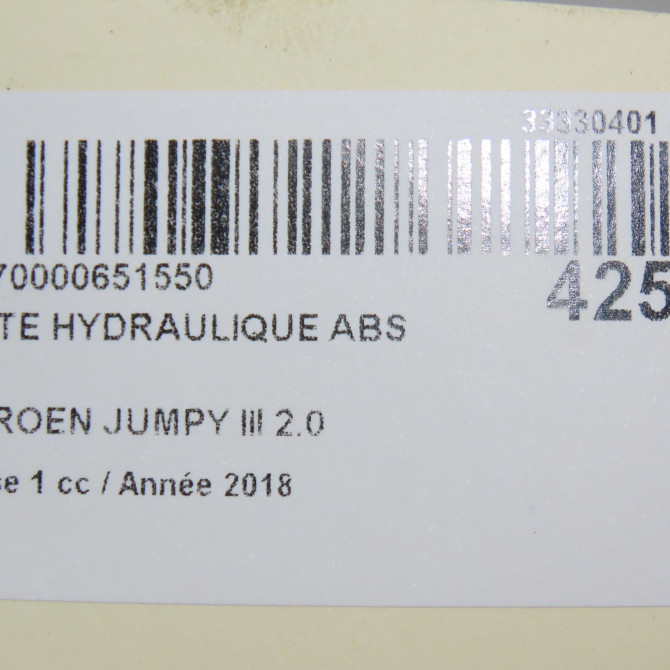 33330401
70000651550
425
TE HYDRAULIQUE ABS
ROEN JUMPY III 2.0
se 1 cc / Année 2018